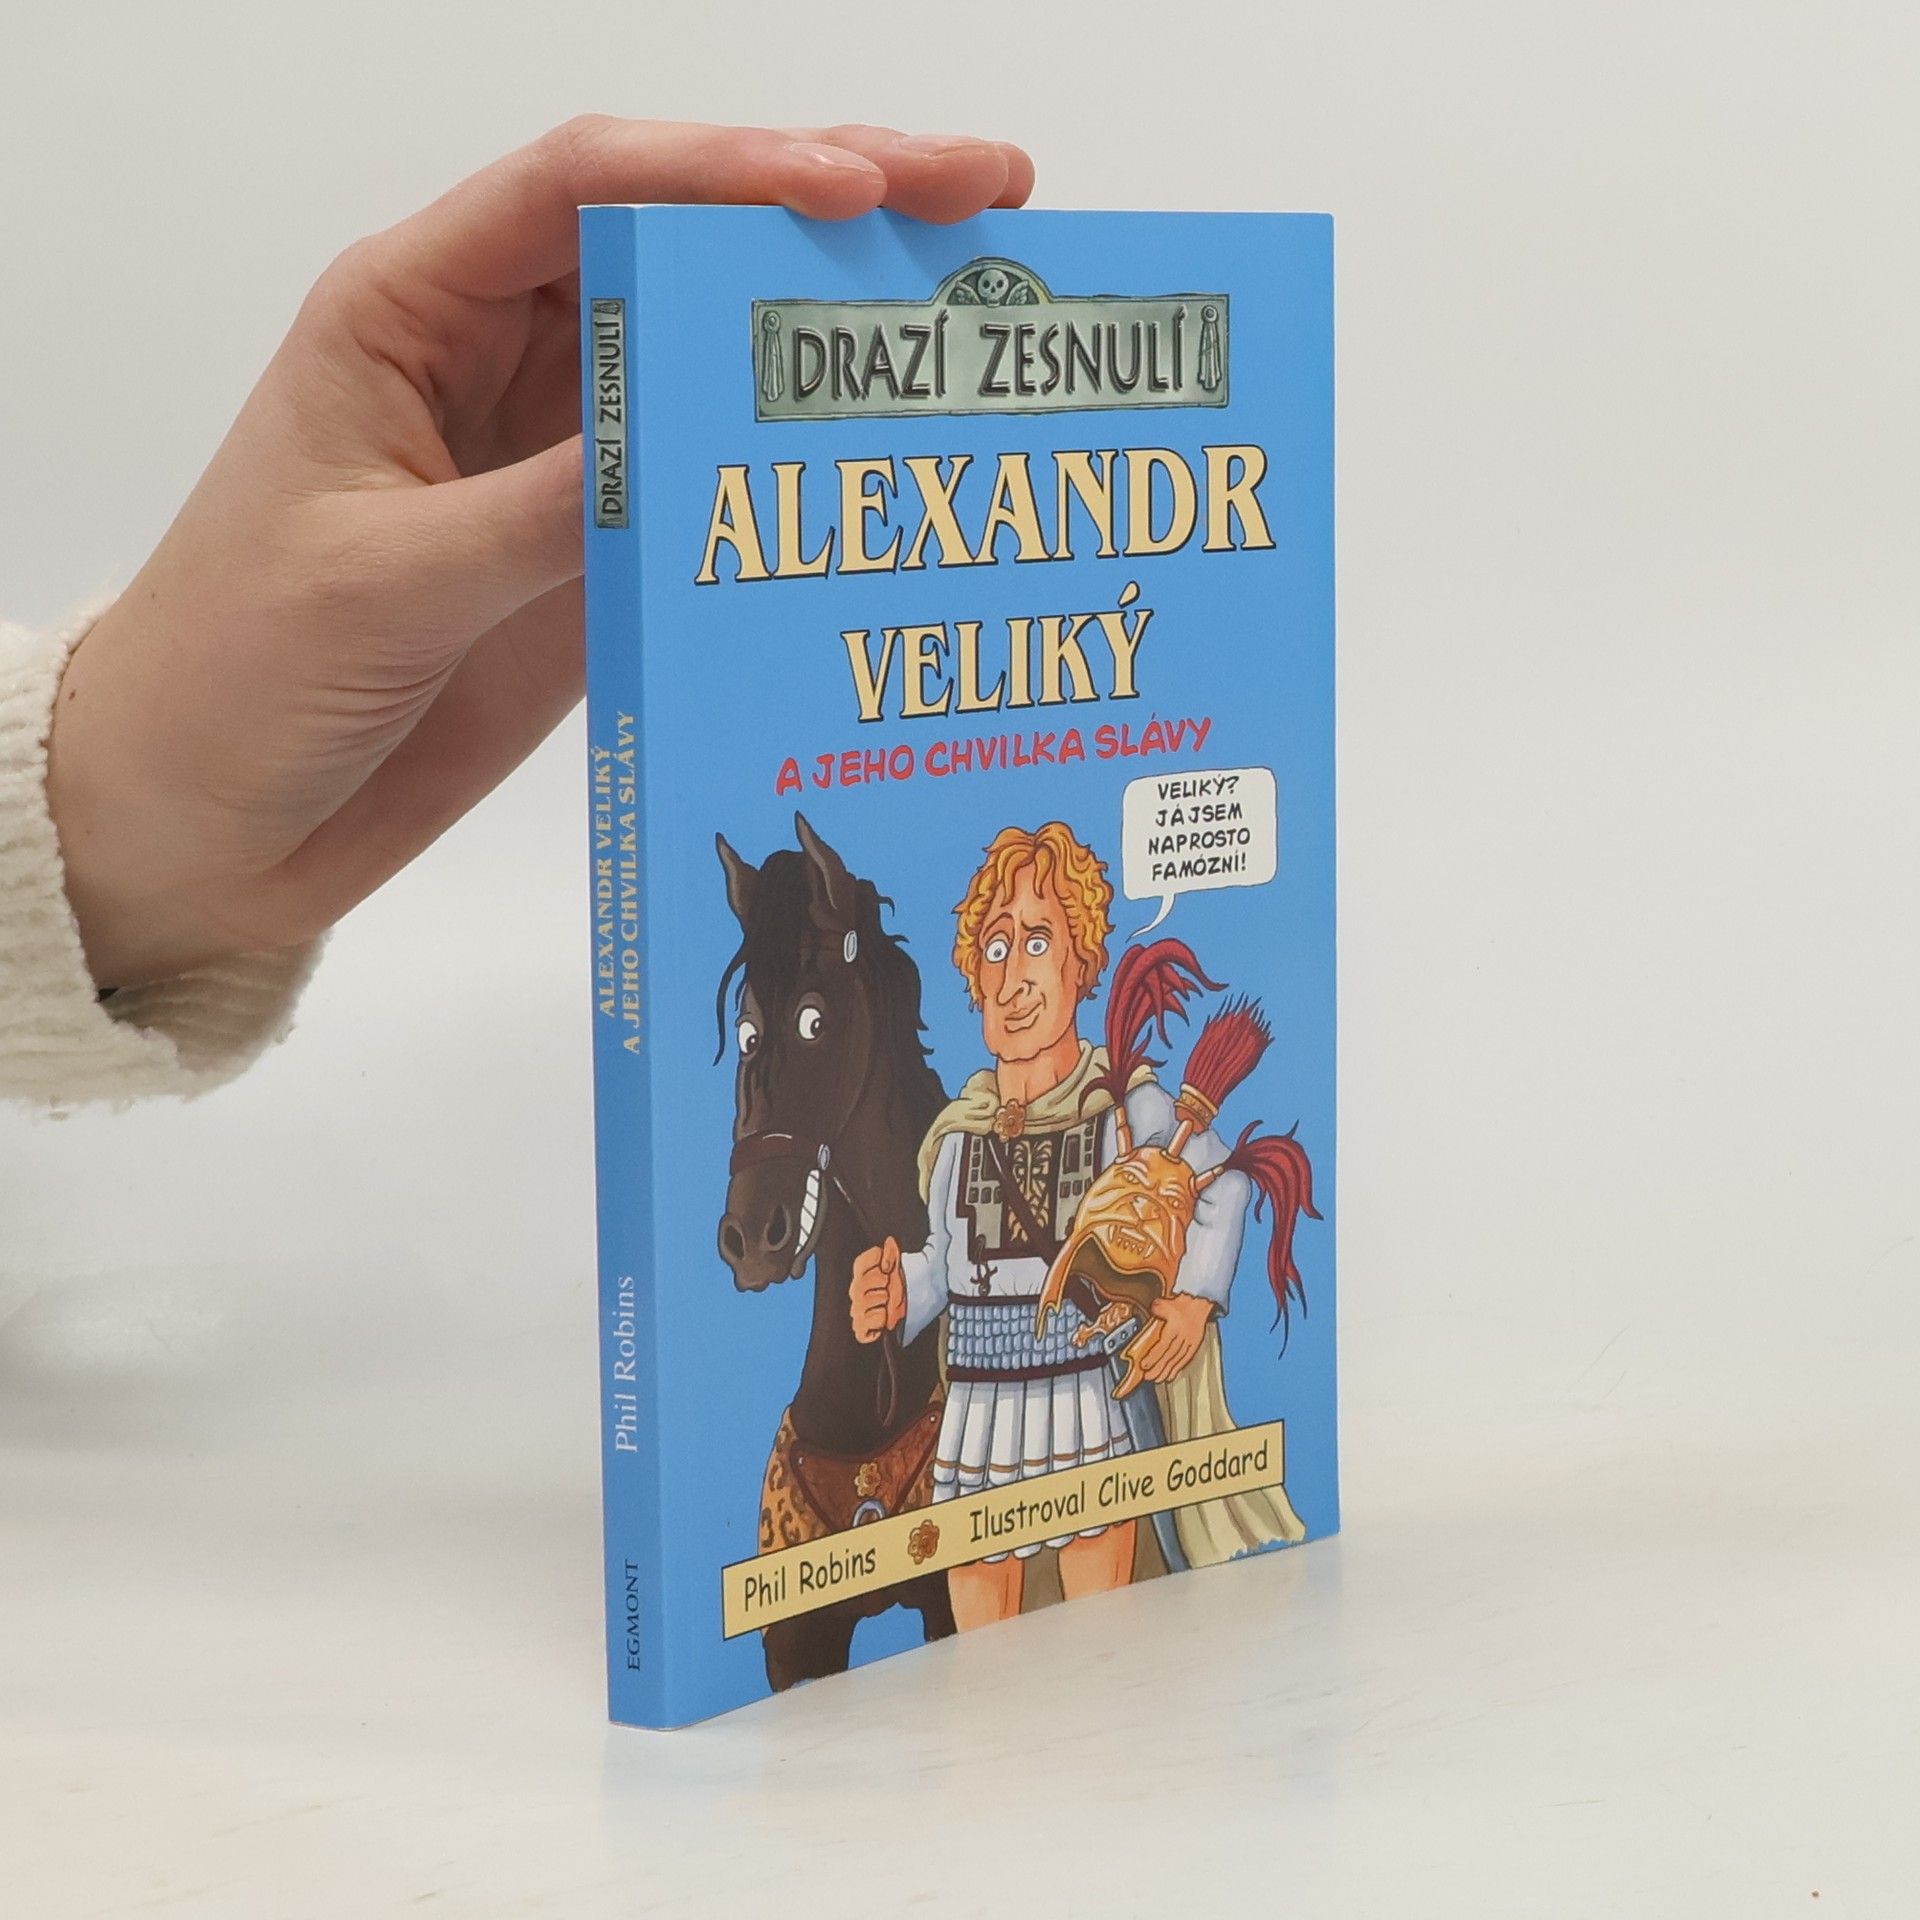 DRAZÍ ZESNULÍ
ALEXANDR
VELIKÝ
A JEHO CHVILKA SLÁVY
VELIKÝ?
JÁ JSEM
NAPROSTO
FAMÓZNÍ!
Phil Robins
Ilustroval Clive Goddard
DRAZÍ ZESNULÍ
ALEXANDR VELIKÝ
A JEHO CHVILKA SLÁVY
Phil Robins
EGMONT